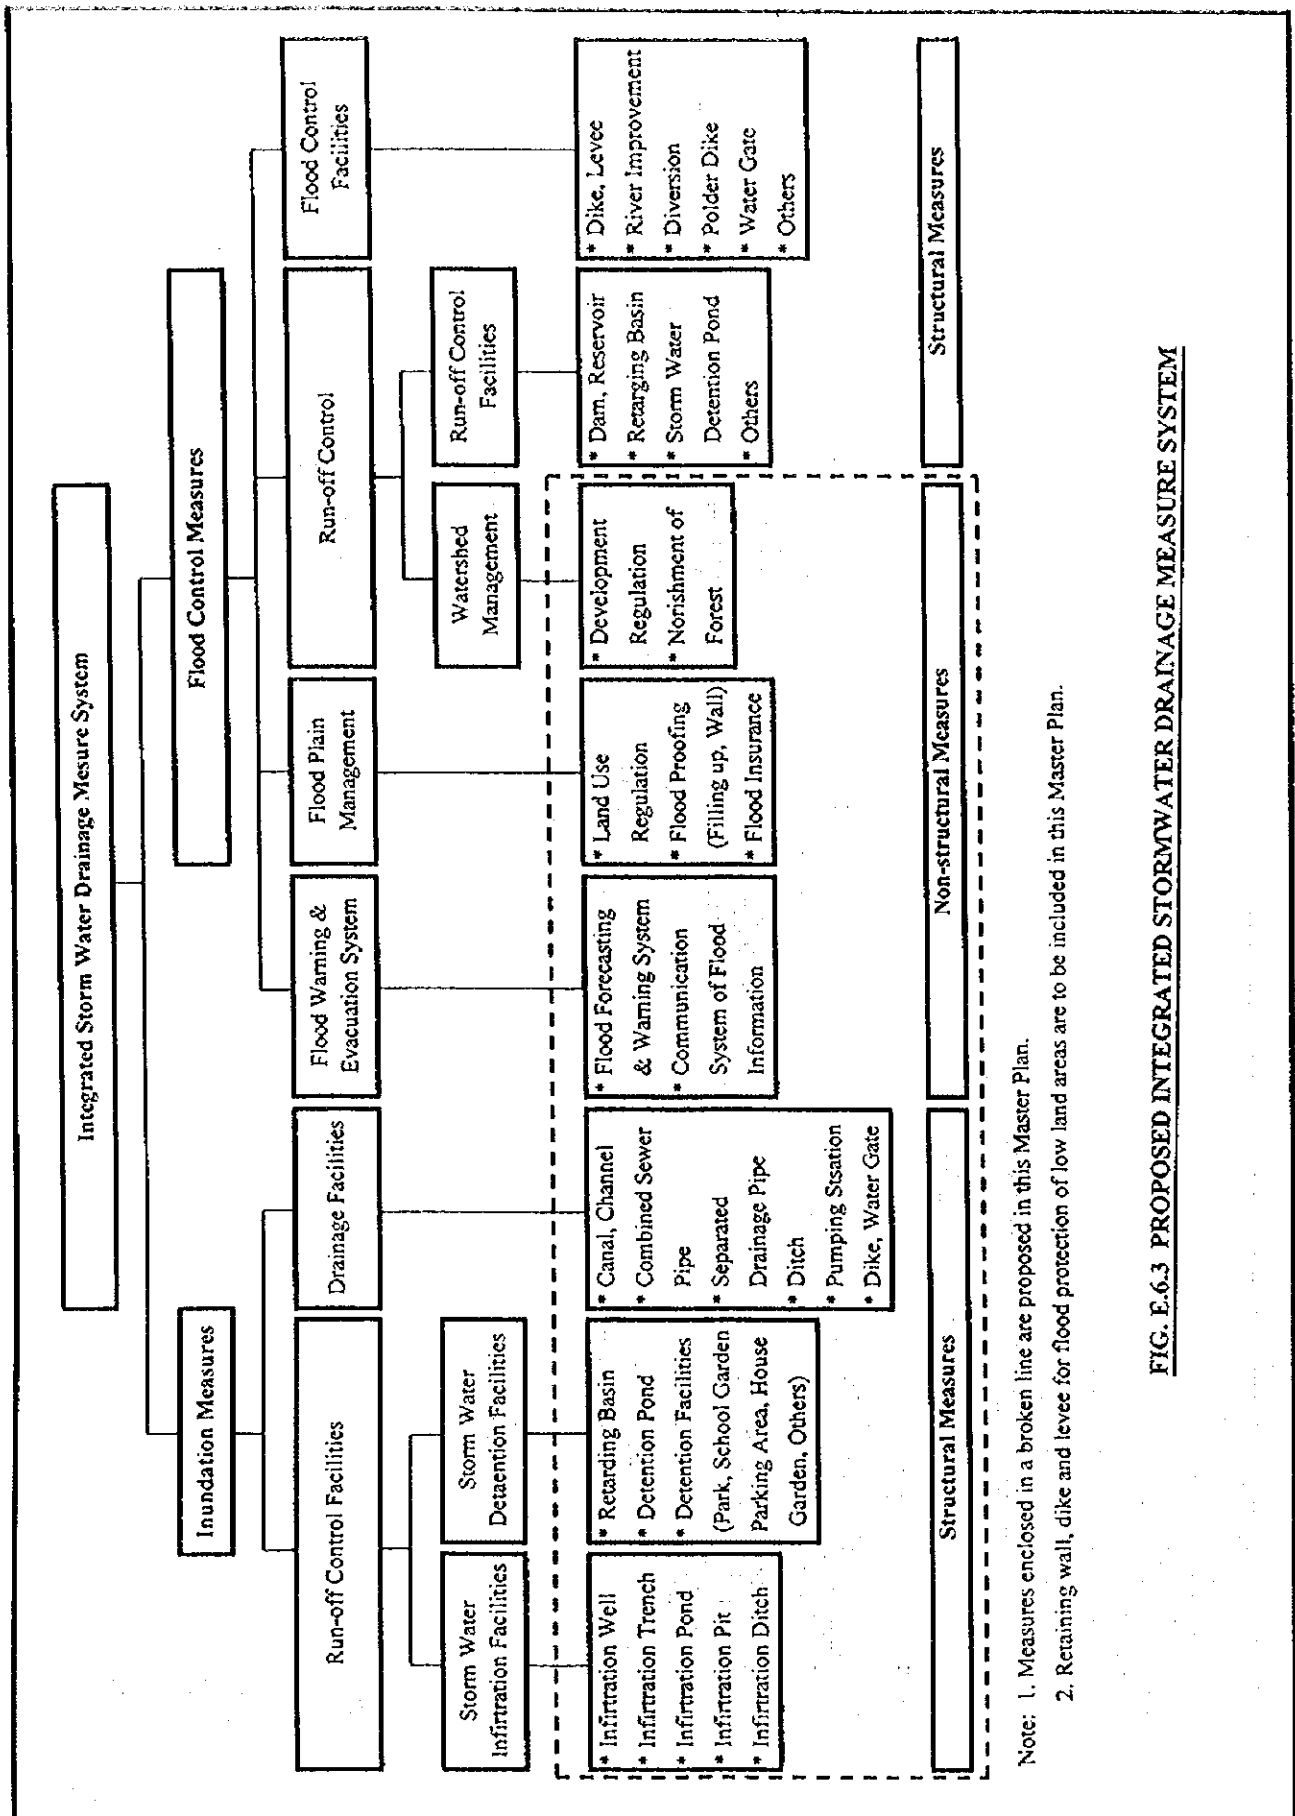 Integrated Storm Water Drainage Mesure System
Inundation Measures
Flood Control Measures
Run-off Control Facilities
Drainage Facilities
Flood Warning &
Evacuation System
Flood Plain
Management
Run-off Control
Flood Control
Facilities
Storm Water
Infirtration Facilities
Storm Water
Detaention Facilities
Watershed
Management
Run-off Control
Facilities
* Infirtration Well
* Infirtration Trench
* Infirtration Pond
* Infirtration Pit
* Infirtration Ditch
* Retarding Basin
* Detention Pond
* Detention Facilities
(Park, School Garden
Parking Area, House
Garden, Others)
* Canal, Channel
* Combined Sewer
Pipe
* Separated
Drainage Pipe
* Ditch
* Pumping Stsation
* Dike, Water Gate
* Flood Forecasting
& Warning System
* Communication
System of Flood
Information
* Land Use
Regulation
* Flood Proofing
(Filling up, Wall)
* Flood Insurance
* Development
Regulation
* Norishment of
Forest
* Dam, Reservoir
* Retarging Basin
* Storm Water
Detention Pond
* Others
* Dike, Levee
* River Improvement
* Diversion
* Polder Dike
* Water Gate
* Others
Structural Measures
Non-structural Measures
Structural Measures
Note: 1. Measures enclosed in a broken line are proposed in this Master Plan.
2. Retaining wall, dike and levee for flood protection of low land areas are to be included in this Master Plan.
FIG. E.6.3 PROPOSED INTEGRATED STORMWATER DRAINAGE MEASURE SYSTEM